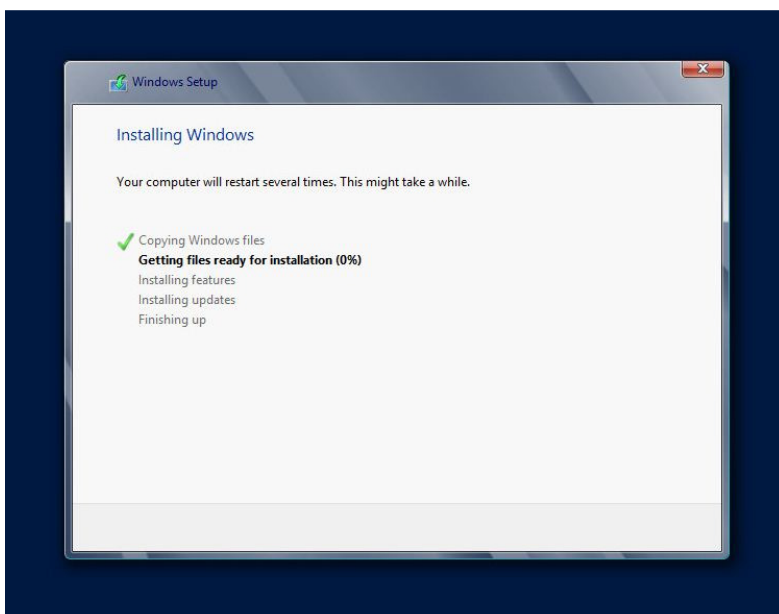 Windows Setup
Installing Windows
Your computer will restart several times. This might take a while.
Copying Windows files
Getting files ready for installation (0%)
Installing features
Installing updates
Finishing up